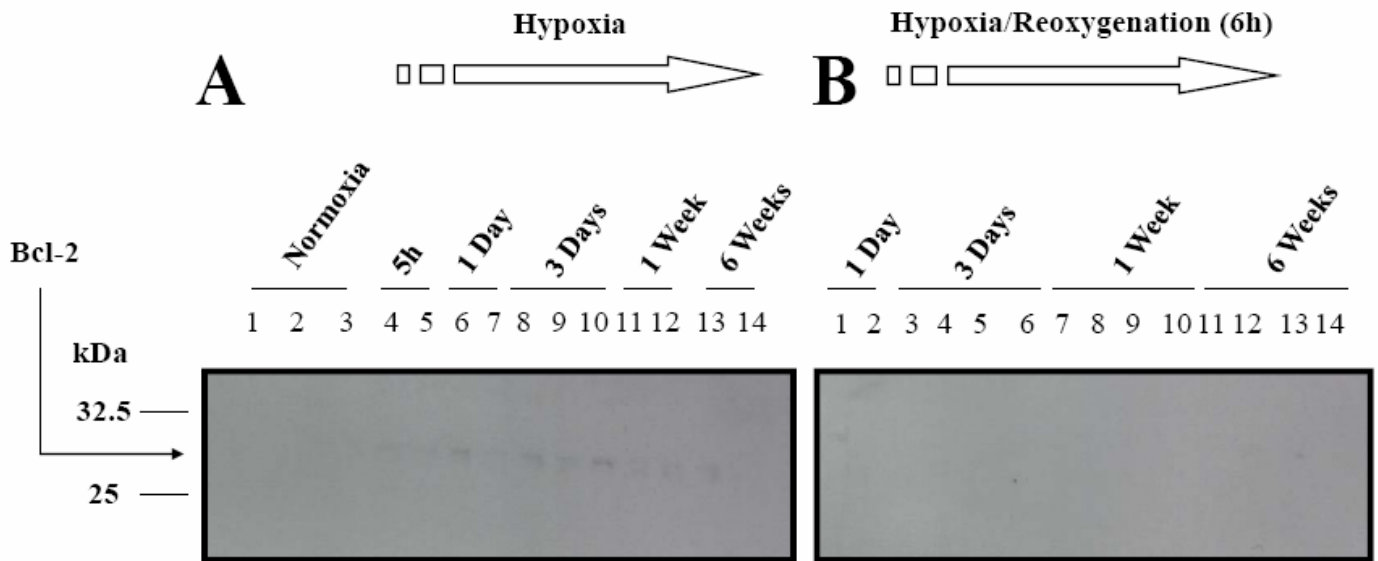 Hypoxia
Hypoxia/Reoxygenation (6h)
A
B
Normoxia
5h
1 Day
3 Days
1 Week
6 Weeks
1 Day
3 Days
1 Week
6 Weeks
Bcl-2
1 2 3 4 5 6 7 8 9 10 11 12 13 14
1 2 3 4 5 6 7 8 9 10 11 12 13 14
kDa
32.5
25